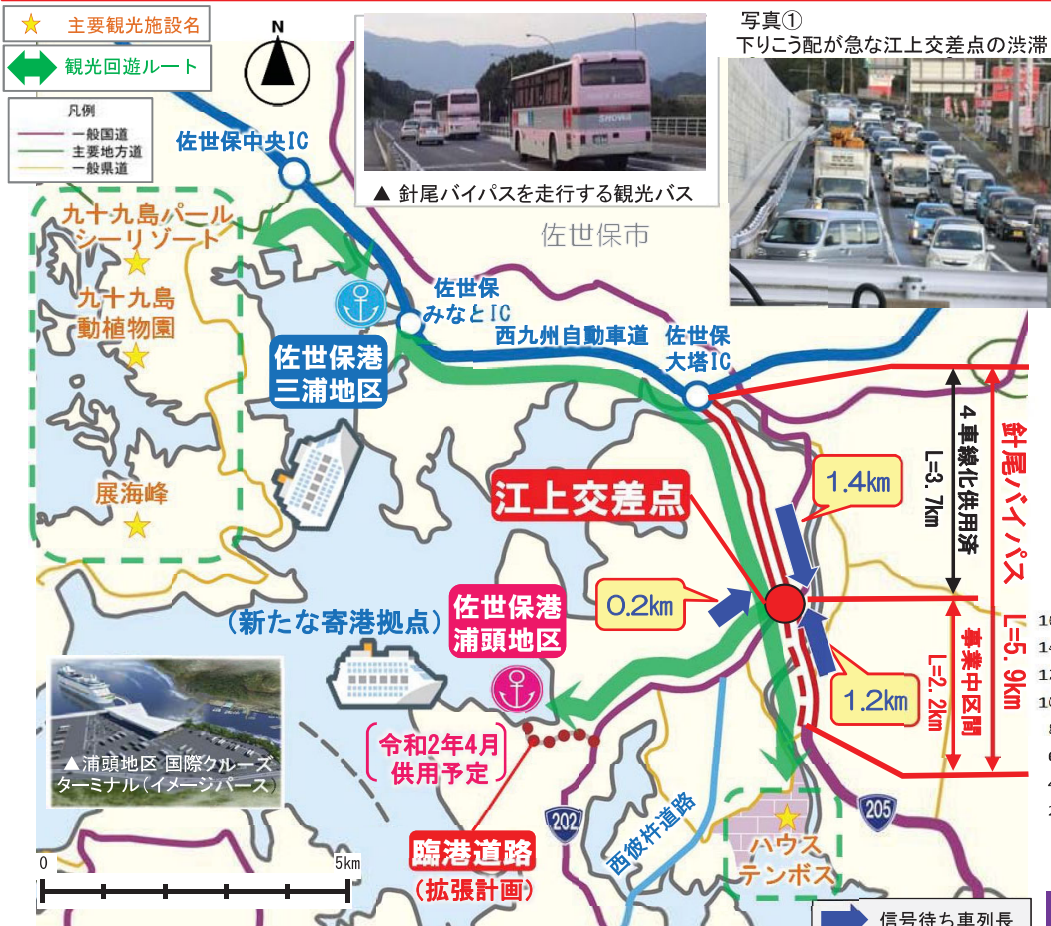 主要観光施設名
観光回遊ルート
凡例
一般国道
主要地方道
一般県道
N
▲ 針尾バイパスを走行する観光バス
写真①
下りこう配が急な江上交差点の渋滞
佐世保中央IC
佐世保市
九十九島パール
シーリゾート
九十九島
動植物園
展海峰
佐世保
みなとIC
西九州自動車道
佐世保
大塔IC
佐世保港
三浦地区
江上交差点
1.4km
0.2km
1.2km
4車線化供用済
L=3.7km
針尾バイパス L=5.9km
事業中区間
L=2.2km
(新たな寄港拠点)
佐世保港
浦頭地区
令和2年4月
供用予定
▲浦頭地区 国際クルーズ
ターミナル(イメージパース)
臨港道路
(拡張計画)
202
205
西彼杵道路
ハウス
テンボス
0 5km
信号待ち車列長